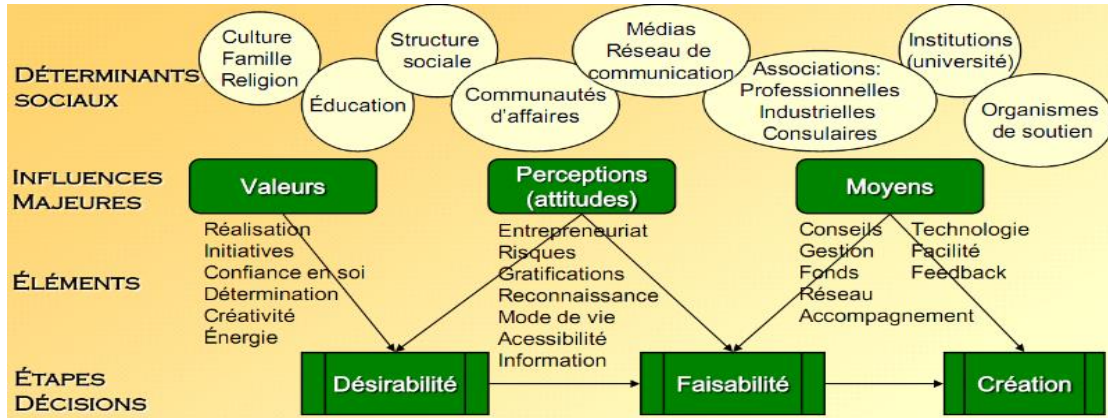 DÉTERMINANTS
SOCIAUX
Culture
Famille
Religion
Éducation
Structure
sociale
Communautés
d'affaires
Médias
Réseau de
communication
Associations:
Professionnelles
Industrielles
Consulaires
Institutions
(université)
Organismes
de soutien
INFLUENCES
MAJEURES
Valeurs
Perceptions
(attitudes)
Moyens
ÉLÉMENTS
Réalisation
Initiatives
Confiance en soi
Détermination
Créativité
Énergie
Entrepreneuriat
Risques
Gratifications
Reconnaissance
Mode de vie
Acessibilité
Information
Conseils
Gestion
Fonds
Réseau
Accompagnement
Technologie
Facilité
Feedback
ÉTAPES
DÉCISIONS
Désirabilité
Faisabilité
Création